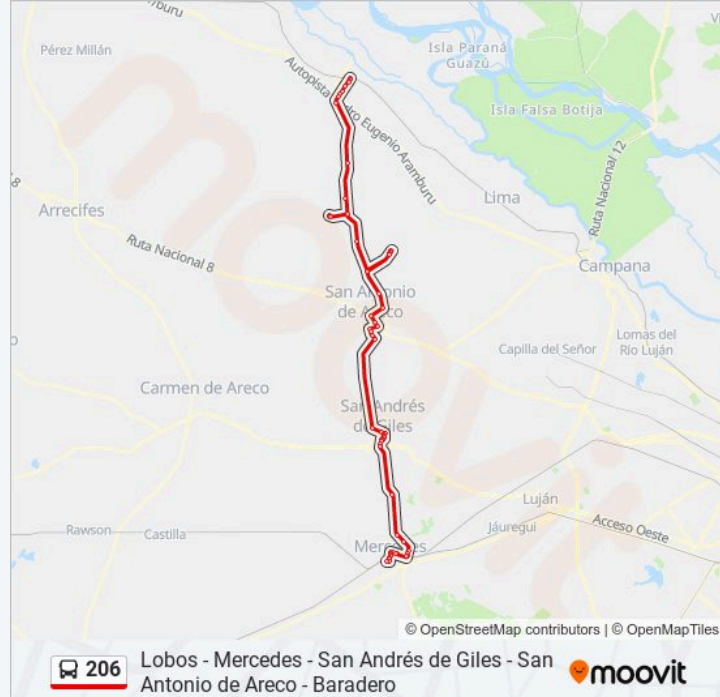 yburu
Pérez Millán
Isla Paraná
Guazú
Autopista
dro Eugenio Aramburu
Isla Falsa Botija
Ruta Nacional 12
Lima
Arrecifes
Ruta Nacional 8
Campana
San Antonio
de Areco
Lomas del
Río Luján
Capilla del Señor
Carmen de Areco
San Andrés
de Giles
Luján
Rawson
Castilla
Jáuregui
Acceso Oeste
Mercedes
moovit
© OpenStreetMap contributors | © OpenMapTiles
206
Lobos - Mercedes - San Andrés de Giles - San
Antonio de Areco - Baradero
moovit